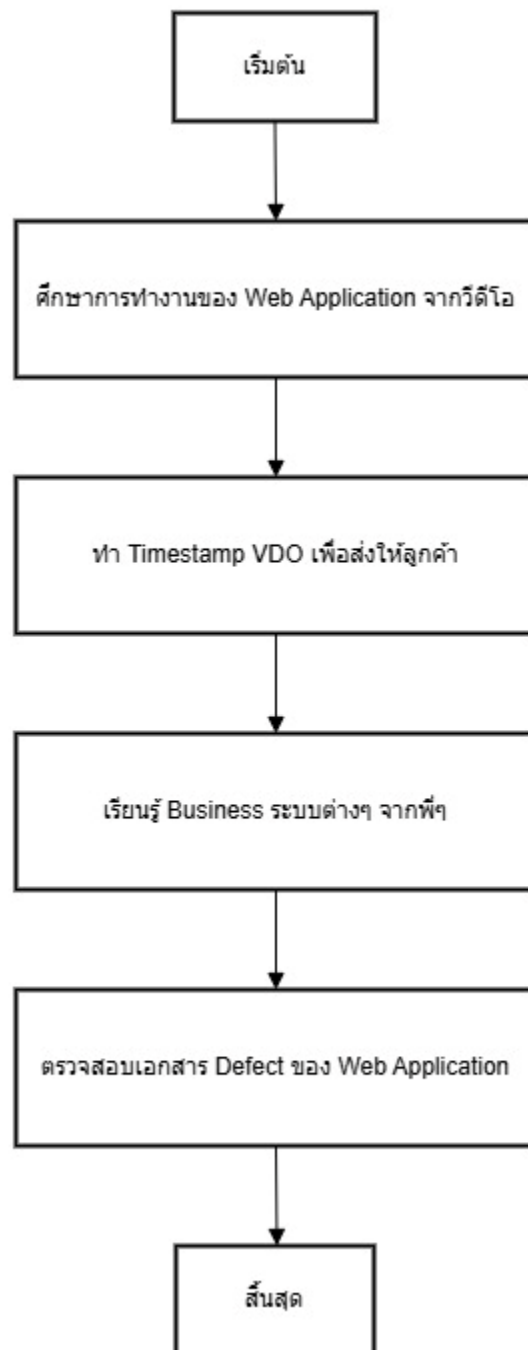 เริ่มต้น
ศึกษาการทำงานของ Web Application จากวีดีโอ
ทำ Timestamp VDO เพื่อส่งให้ลูกค้า
เรียนรู้ Business ระบบต่างๆ จากพี่ๆ
ตรวจสอบเอกสาร Defect ของ Web Application
สิ้นสุด